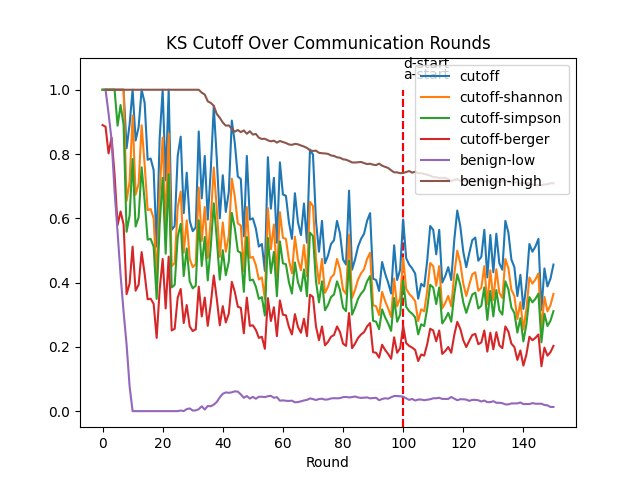 KS Cutoff Over Communication Rounds
d-start
a-start
cutoff
cutoff-shannon
cutoff-simpson
cutoff-berger
benign-low
benign-high
1.0
0.8
0.6
0.4
0.2
0.0
0 20 40 60 80 100 120 140
Round